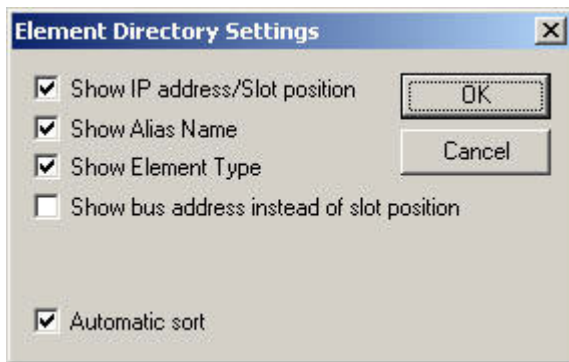 Element Directory Settings
Show IP address/Slot position
OK
Show Alias Name
Cancel
Show Element Type
Show bus address instead of slot position
Automatic sort